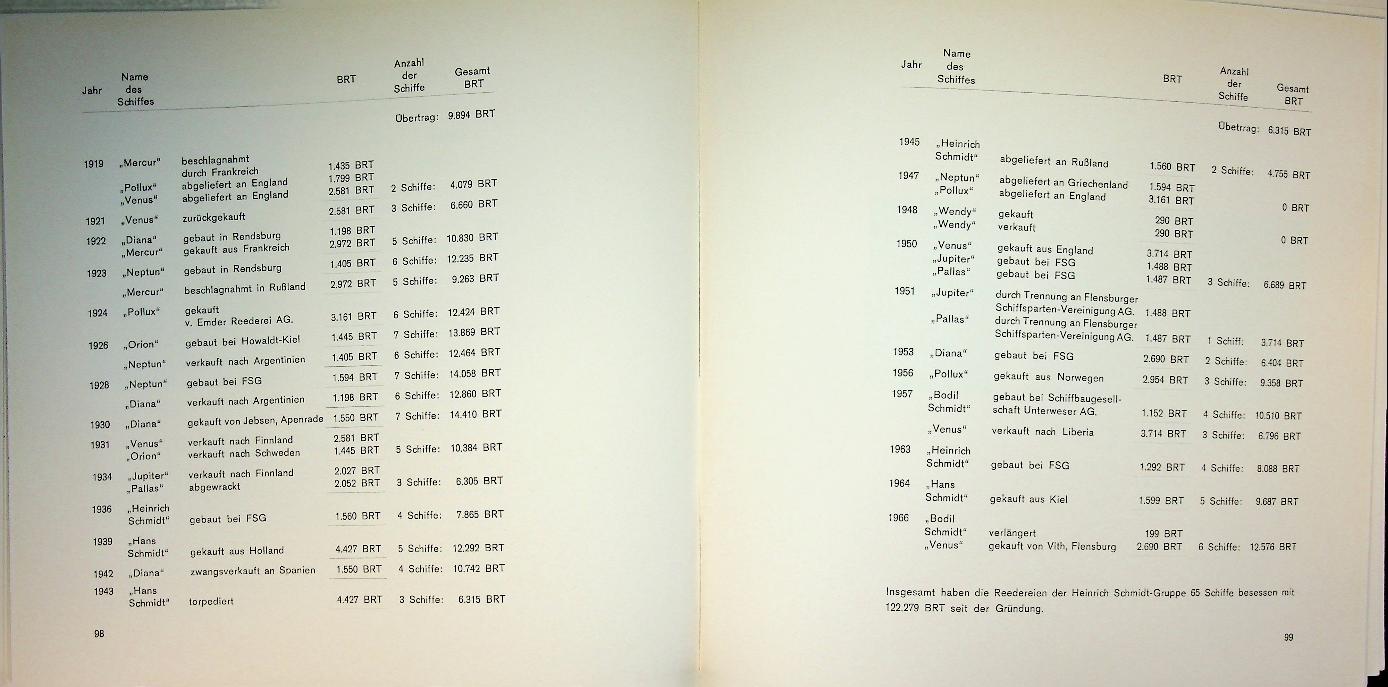 Jahr Name des Schiffes BRT Anzahl der Schiffe Gesamt BRT
Übertrag: 9.894 BRT
1919 „Mercur“ beschlagnahmt
durch Frankreich 1.435 BRT
1.799 BRT
„Pollux“ abgeliefert an England 2 Schiffe: 4.079 BRT
„Venus“ abgeliefert an England 2.581 BRT
1921 „Venus“ zurückgekauft 2.581 BRT 3 Schiffe: 6.660 BRT
1922 „Diana“ gebaut in Rendsburg 1.198 BRT
„Mercur“ gekauft aus Frankreich 2.972 BRT 5 Schiffe: 10.830 BRT
1923 „Neptun“ gebaut in Rendsburg 1.405 BRT 6 Schiffe: 12.235 BRT
„Mercur“ beschlagnahmt in Rußland 2.972 BRT 5 Schiffe: 9.263 BRT
1924 „Pollux“ gekauft
v. Emder Reederei AG. 3.161 BRT 6 Schiffe: 12.424 BRT
1926 „Orion“ gebaut bei Howaldt-Kiel 1.445 BRT 7 Schiffe: 13.869 BRT
„Neptun“ verkauft nach Argentinien 1.405 BRT 6 Schiffe: 12.464 BRT
1928 „Neptun“ gebaut bei FSG 1.594 BRT 7 Schiffe: 14.058 BRT
„Diana“ verkauft nach Argentinien 1.198 BRT 6 Schiffe: 12.860 BRT
1930 „Diana“ gekauft von Jebsen, Apenrade 1.550 BRT 7 Schiffe: 14.410 BRT
1931 „Venus“ verkauft nach Finnland 2.581 BRT
„Orion“ verkauft nach Schweden 1.445 BRT 5 Schiffe: 10.384 BRT
1934 „Jupiter“ verkauft nach Finnland 2.027 BRT
„Pallas“ abgewrackt 2.052 BRT 3 Schiffe: 6.305 BRT
1936 „Heinrich
Schmidt“ gebaut bei FSG 1.560 BRT 4 Schiffe: 7.865 BRT
1939 „Hans
Schmidt“ gekauft aus Holland 4.427 BRT 5 Schiffe: 12.292 BRT
1942 „Diana“ zwangsverkauft an Spanien 1.550 BRT 4 Schiffe: 10.742 BRT
1943 „Hans
Schmidt“ torpediert 4.427 BRT 3 Schiffe: 6.315 BRT
98
Jahr Name des Schiffes BRT Anzahl der Schiffe Gesamt BRT
Übetrrag: 6.315 BRT
1945 „Heinrich
Schmidt“ abgeliefert an Rußland 1.560 BRT 2 Schiffe: 4.755 BRT
1947 „Neptun“ abgeliefert an Griechenland 1.594 BRT
„Pollux“ abgeliefert an England 3.161 BRT 0 BRT
1948 „Wendy“ gekauft 290 BRT
„Wendy“ verkauft 290 BRT 0 BRT
1950 „Venus“ gekauft aus England 3.714 BRT
„Jupiter“ gebaut bei FSG 1.488 BRT
„Pallas“ gebaut bei FSG 1.487 BRT 3 Schiffe: 6.689 BRT
1951 „Jupiter“ durch Trennung an Flensburger
Schiffsparten-Vereinigung AG. 1.488 BRT
„Pallas“ durch Trennung an Flensburger
Schiffsparten-Vereinigung AG. 1.487 BRT 1 Schiff: 3.714 BRT
1953 „Diana“ gebaut bei FSG 2.690 BRT 2 Schiffe: 6.404 BRT
1956 „Pollux“ gekauft aus Norwegen 2.954 BRT 3 Schiffe: 9.358 BRT
1957 „Bodil gebaut bei Schiffbaugesell-
Schmidt“ schaft Unterweser AG. 1.152 BRT 4 Schiffe: 10.510 BRT
„Venus“ verkauft nach Liberia 3.714 BRT 3 Schiffe: 6.796 BRT
1963 „Heinrich
Schmidt“ gebaut bei FSG 1.292 BRT 4 Schiffe: 8.088 BRT
1964 „Hans
Schmidt“ gekauft aus Kiel 1.599 BRT 5 Schiffe: 9.687 BRT
1966 „Bodil
Schmidt“ verlängert 199 BRT
„Venus“ gekauft von Vith, Flensburg 2.690 BRT 6 Schiffe: 12.576 BRT
Insgesamt haben die Reedereien der Heinrich Schmidt-Gruppe 65 Schiffe besessen mit
122.279 BRT seit der Gründung.
99